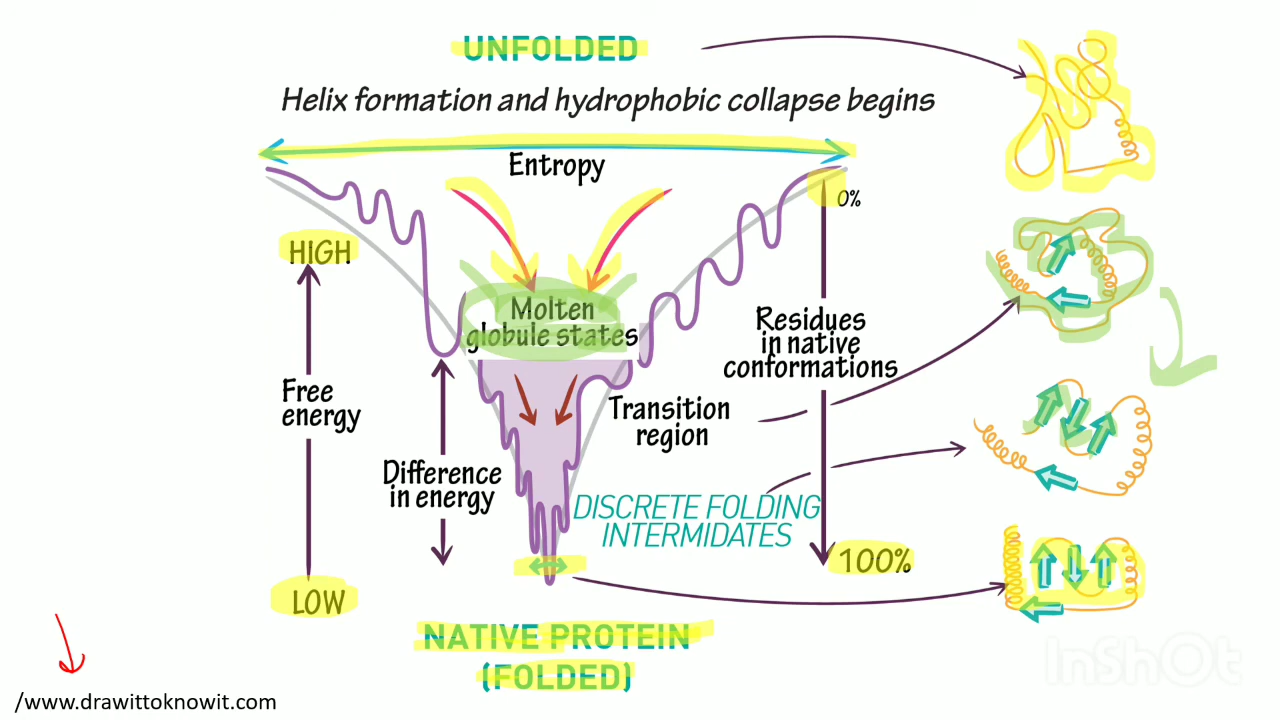 UNFOLDED
Helix formation and hydrophobic collapse begins
Entropy
0%
HIGH
Molten
globule states
Residues
in native
conformations
Free
energy
Transition
region
Difference
in energy
DISCRETE FOLDING
INTERMIDATES
100%
LOW
NATIVE PROTEIN
(FOLDED)
InShOt
/www.drawittoknowit.com